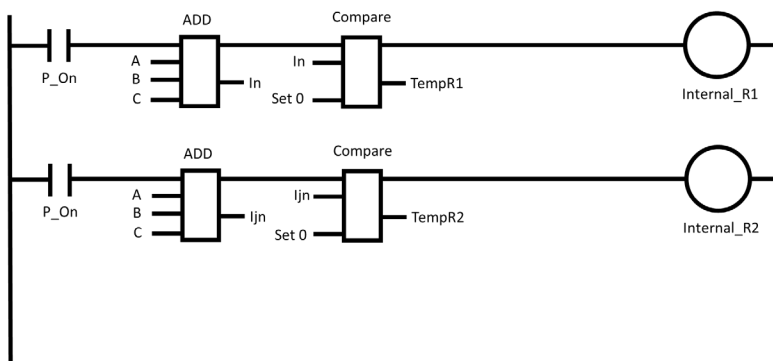 ADD
Compare
P_On
A
B
C
In
In
Set 0
TempR1
Internal_R1
ADD
Compare
P_On
A
B
C
Ijn
Ijn
Set 0
TempR2
Internal_R2